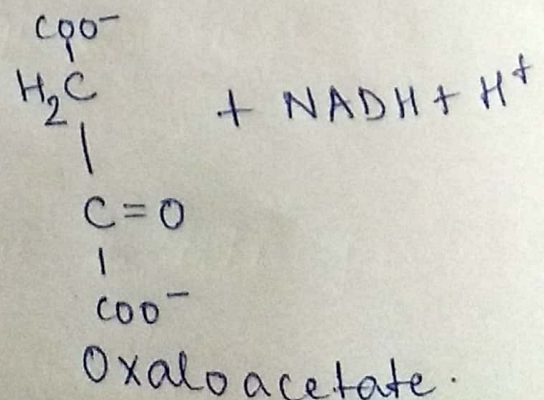 COO⁻
H₂C + NADH + H⁺
C=O
COO⁻
Oxaloacetate.